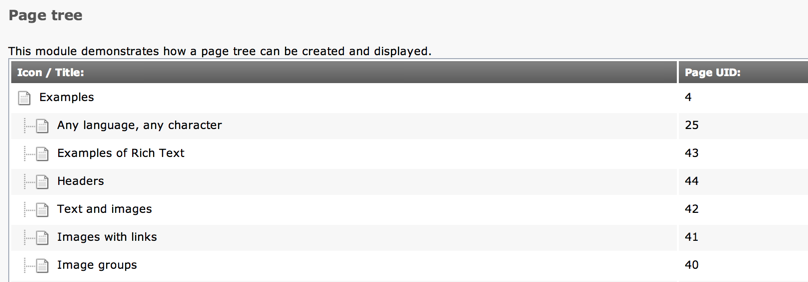 Page tree
This module demonstrates how a page tree can be created and displayed.
Icon / Title: Page UID:
Examples 4
Any language, any character 25
Examples of Rich Text 43
Headers 44
Text and images 42
Images with links 41
Image groups 40